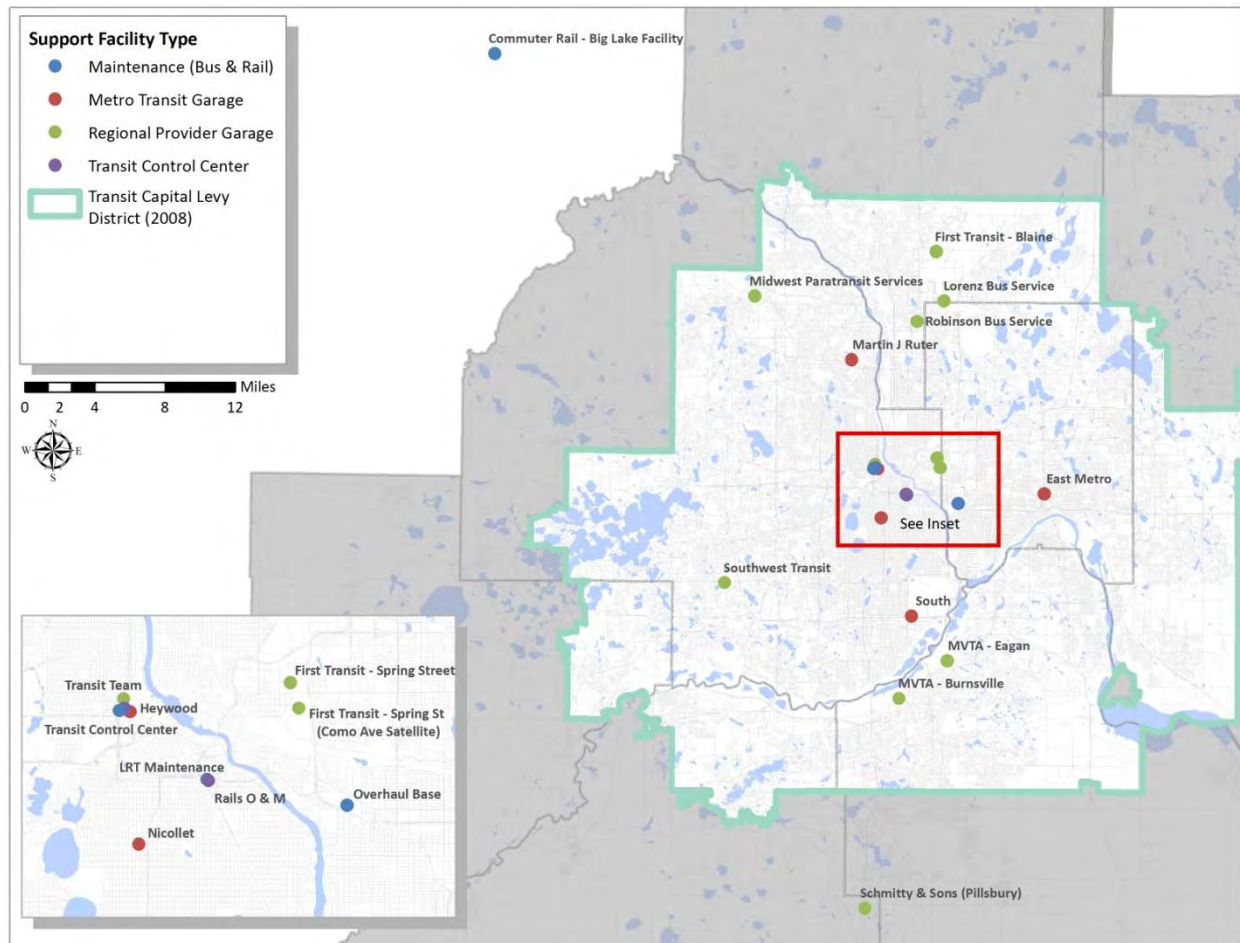 Support Facility Type
Maintenance (Bus & Rail)
Metro Transit Garage
Regional Provider Garage
Transit Control Center
Transit Capital Levy
District (2008)
Miles
0 2 4 8 12
N
W E
S
Commuter Rail - Big Lake Facility
First Transit - Blaine
Midwest Paratransit Services
Lorenz Bus Service
Robinson Bus Service
Martin J Ruter
East Metro
See Inset
Southwest Transit
South
MVTA - Eagan
MVTA - Burnsville
Schmitty & Sons (Pillsbury)
First Transit - Spring Street
Transit Team
Heywood
First Transit - Spring St
(Como Ave Satellite)
Transit Control Center
LRT Maintenance
Rails O & M
Overhaul Base
Nicollet